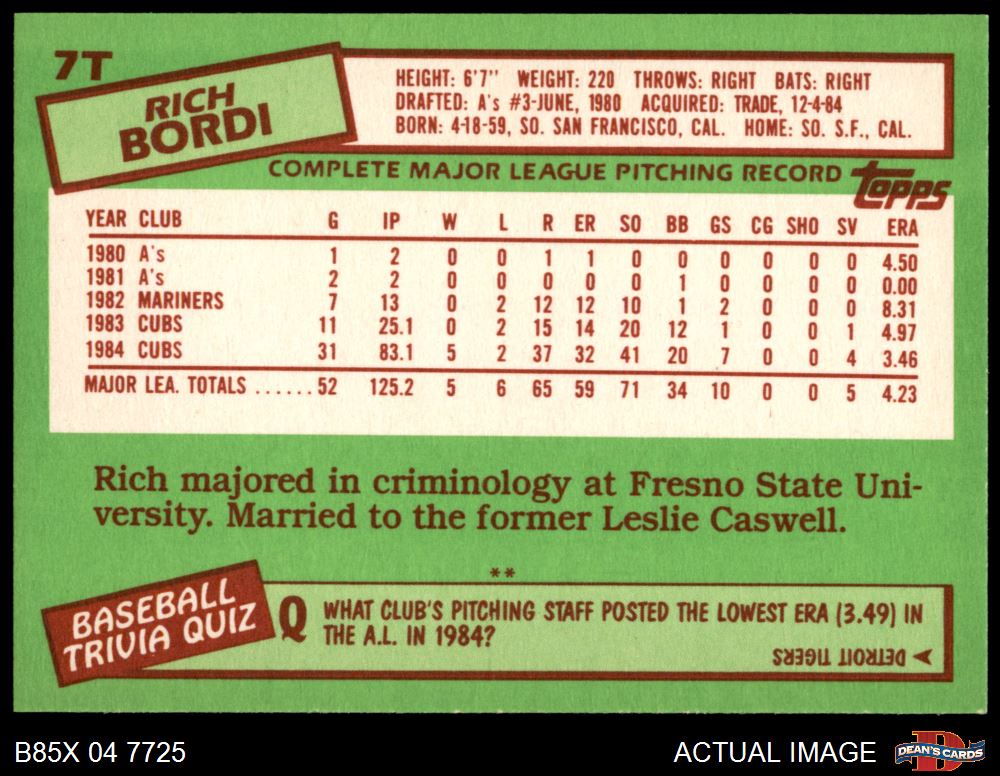 7T
RICH
BORDI
HEIGHT: 6'7" WEIGHT: 220 THROWS: RIGHT BATS: RIGHT
DRAFTED: A's #3-JUNE, 1980 ACQUIRED: TRADE, 12-4-84
BORN: 4-18-59, SO. SAN FRANCISCO, CAL. HOME: SO. S.F., CAL.
COMPLETE MAJOR LEAGUE PITCHING RECORD
topps
YEAR CLUB G IP W L R ER SO BB GS CG SHO SV ERA
1980 A's 1 2 0 0 1 1 0 0 0 0 0 0 4.50
1981 A's 2 2 0 0 0 0 0 1 0 0 0 0 0.00
1982 MARINERS 7 13 0 2 12 12 10 1 2 0 0 0 8.31
1983 CUBS 11 25.1 0 2 15 14 20 12 1 0 0 1 4.97
1984 CUBS 31 83.1 5 2 37 32 41 20 7 0 0 4 3.46
MAJOR LEA. TOTALS ...... 52 125.2 5 6 65 59 71 34 10 0 0 5 4.23
Rich majored in criminology at Fresno State Uni-
versity. Married to the former Leslie Caswell.
**
BASEBALL
TRIVIA QUIZ
Q WHAT CLUB'S PITCHING STAFF POSTED THE LOWEST ERA (3.49) IN
THE A.L. IN 1984?
DETROIT TIGERS
B85X 04 7725
ACTUAL IMAGE
DEAN'S CARDS